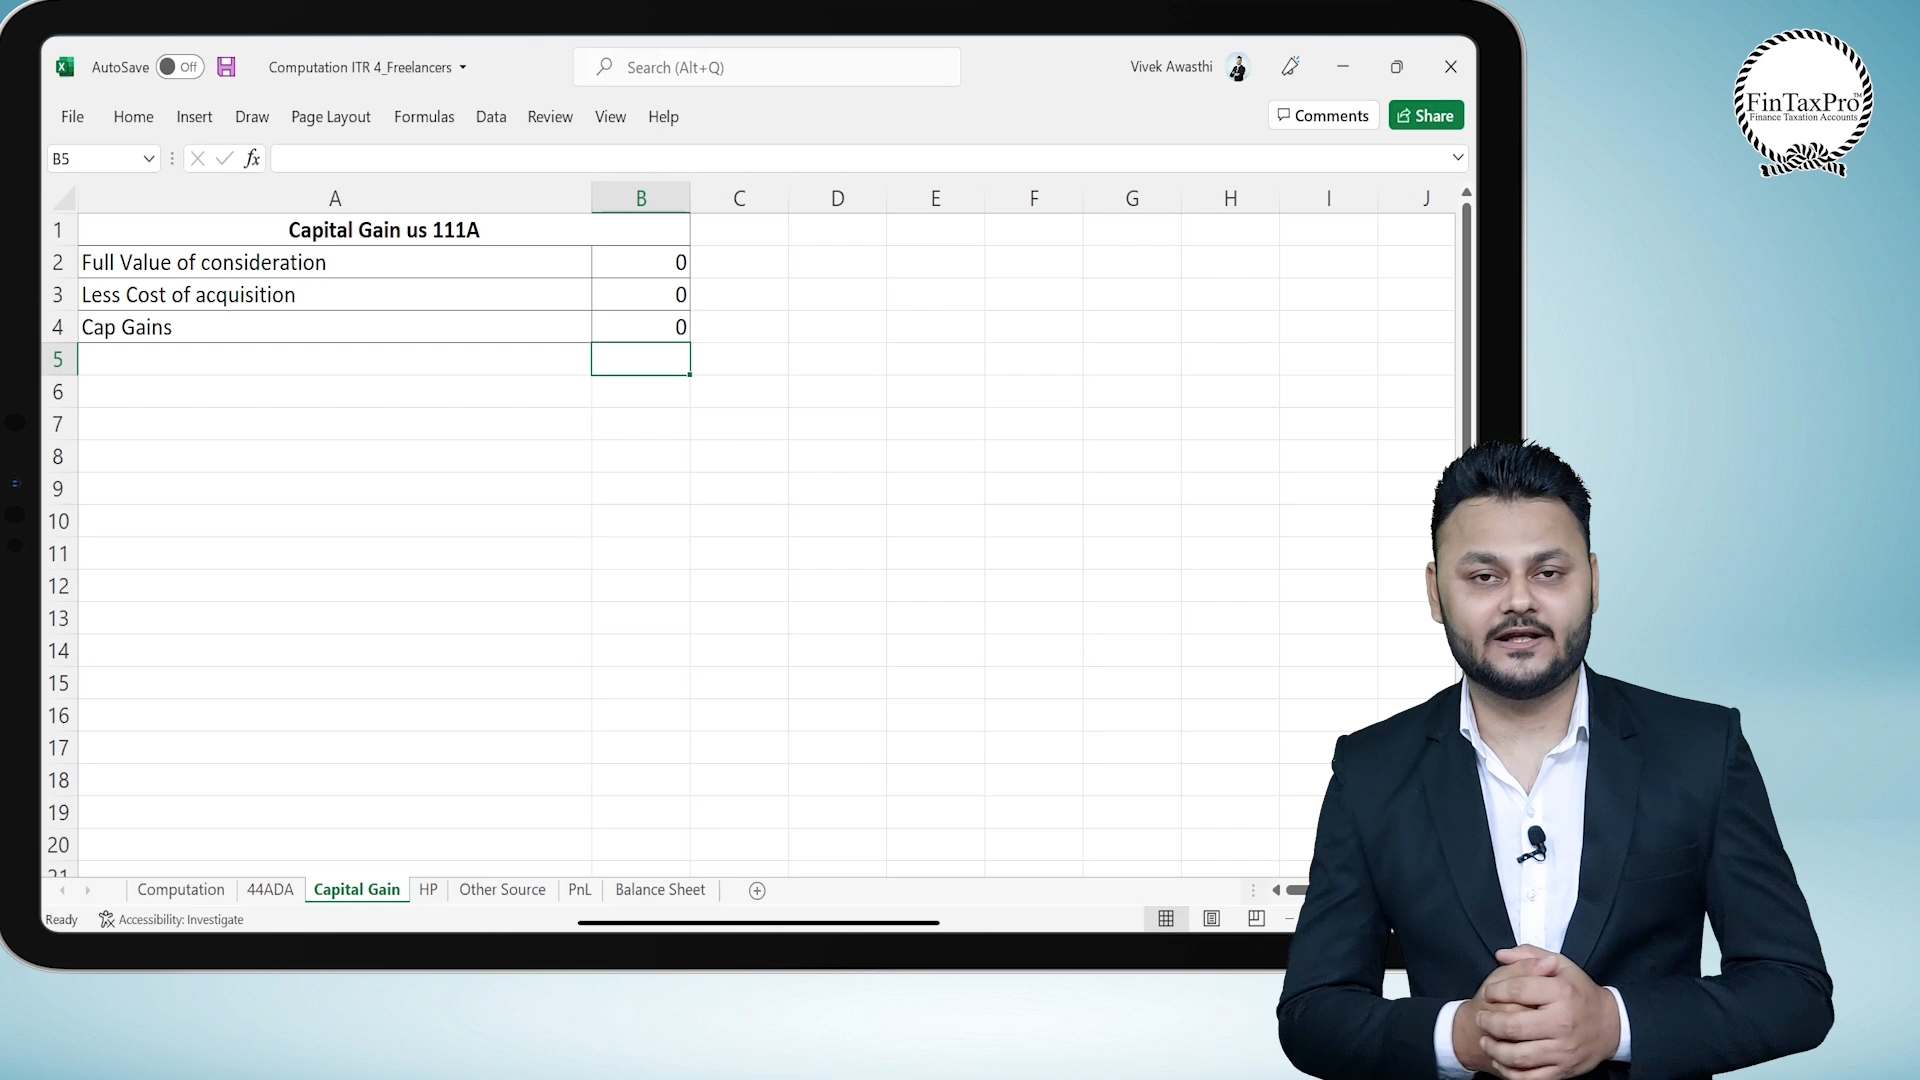 AutoSave Off Computation ITR 4_Freelancers Search (Alt+Q) Vivek Awasthi
File Home Insert Draw Page Layout Formulas Data Review View Help Comments Share
B5 fx
A B C D E F G H I J
1 Capital Gain us 111A
2 Full Value of consideration 0
3 Less Cost of acquisition 0
4 Cap Gains 0
5
6
7
8
9
10
11
12
13
14
15
16
17
18
19
20
21
Computation 44ADA Capital Gain HP Other Source PnL Balance Sheet
Ready Accessibility: Investigate
FinTaxPro™
Finance Taxation Accounts